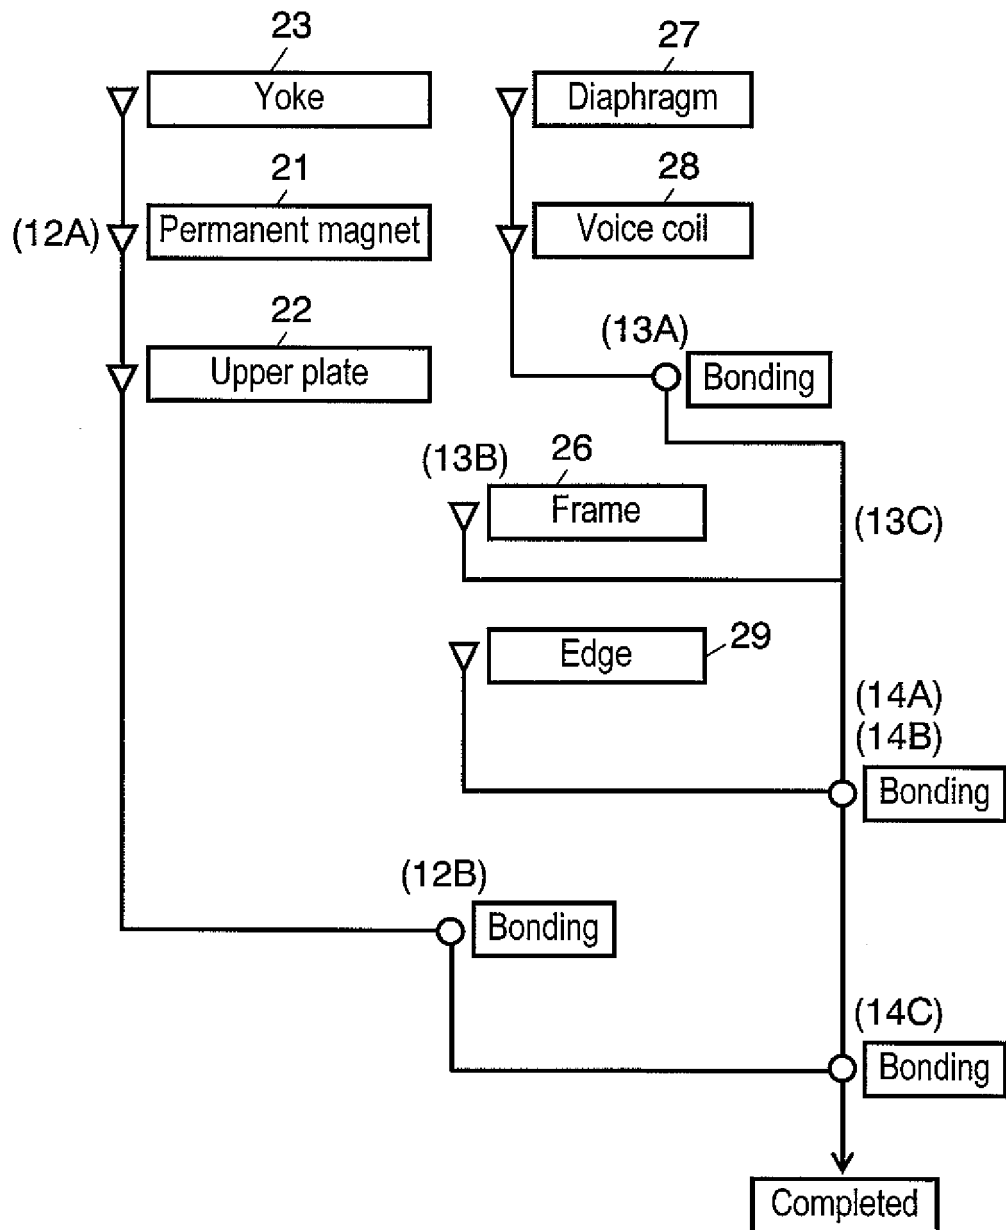 23
Yoke
27
Diaphragm
21
(12A)
Permanent magnet
28
Voice coil
22
Upper plate
(13A)
Bonding
(13B)
26
Frame
(13C)
Edge
29
(14A)
(14B)
Bonding
(12B)
Bonding
(14C)
Bonding
Completed